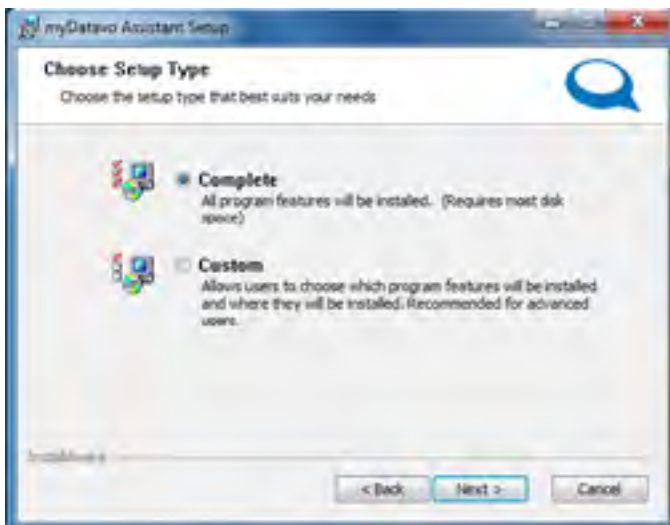 myDatavo Assistant Setup
Choose Setup Type
Choose the setup type that best suits your needs
Complete
All program features will be installed. (Requires most disk
space)
Custom
Allows users to choose which program features will be installed
and where they will be installed. Recommended for advanced
users.
< Back
Next >
Cancel